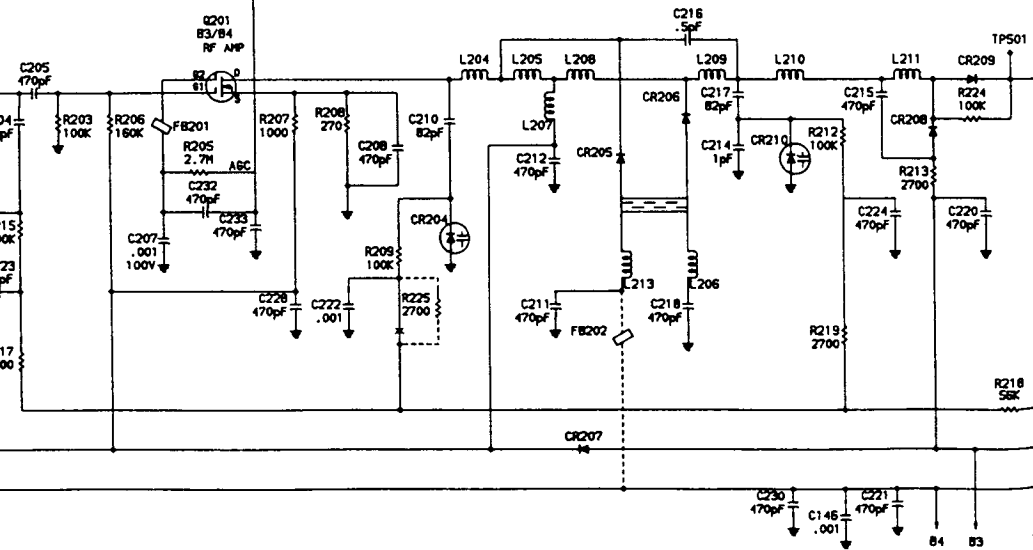 Q201
B3/B4
RF AMP
C216
.5pF
TP501
C205
470pF
G2
G1
D
S
L204
L205
L208
L209
L210
L211
CR209
R224
100K
R203
100K
R206
160K
FB201
R207
1000
R208
270
C208
470pF
C210
82pF
L207
C212
470pF
CR205
CR206
C217
82pF
C214
1pF
CR210
R212
100K
C215
470pF
CR208
R213
2700
R205
2.7M
AGC
C232
470pF
C233
470pF
C207
.001
100V
CR204
R209
100K
C224
470pF
C220
470pF
C228
470pF
C222
.001
R225
2700
C211
470pF
L213
L206
C218
470pF
FB202
R219
2700
R218
56K
CR207
C230
470pF
C146
.001
C221
470pF
B4
B3